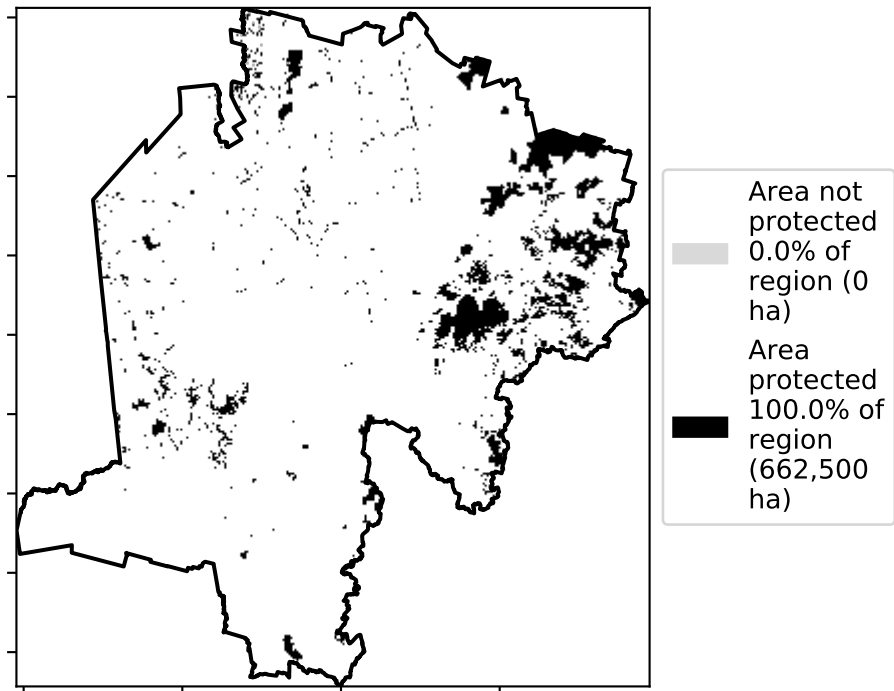 Area not
protected
0.0% of
region (0
ha)
Area
protected
100.0% of
region
(662,500
ha)